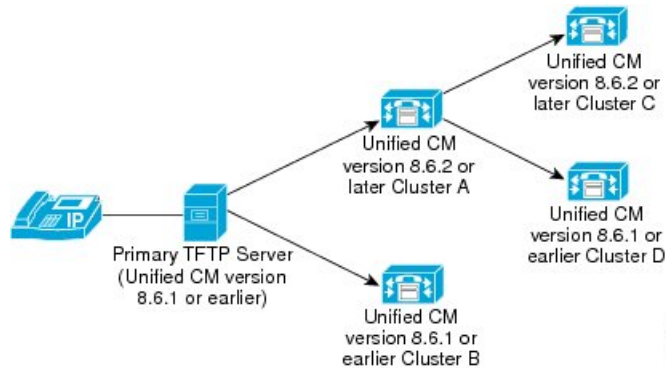 Unified CM
version 8.6.2 or
later Cluster C
Unified CM
version 8.6.2 or
later Cluster A
IP
Primary TFTP Server
(Unified CM version
8.6.1 or earlier)
Unified CM
version 8.6.1 or
earlier Cluster D
Unified CM
version 8.6.1 or
earlier Cluster B